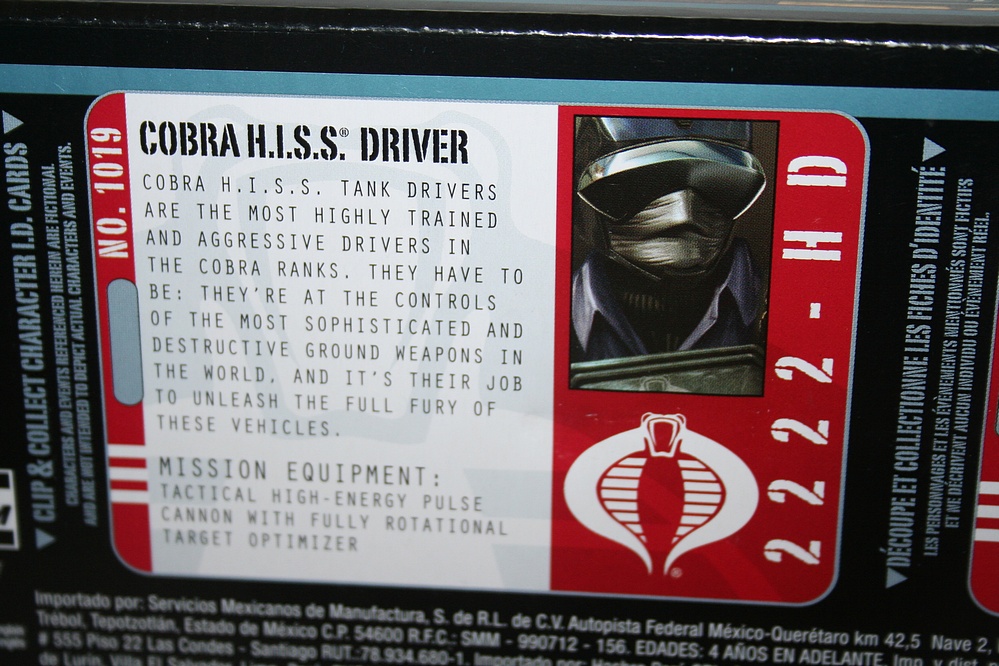 ▼ CLIP & COLLECT CHARACTER I.D. CARDS ▼
CHARACTERS AND EVENTS REFERENCED HEREIN ARE FICTIONAL
AND ARE NOT INTENDED TO DEPICT ACTUAL CHARACTERS AND EVENTS.
NO. 1019
COBRA H.I.S.S.® DRIVER
COBRA H.I.S.S. TANK DRIVERS
ARE THE MOST HIGHLY TRAINED
AND AGGRESSIVE DRIVERS IN
THE COBRA RANKS. THEY HAVE TO
BE: THEY'RE AT THE CONTROLS
OF THE MOST SOPHISTICATED AND
DESTRUCTIVE GROUND WEAPONS IN
THE WORLD, AND IT'S THEIR JOB
TO UNLEASH THE FULL FURY OF
THESE VEHICLES.
MISSION EQUIPMENT:
TACTICAL HIGH-ENERGY PULSE
CANNON WITH FULLY ROTATIONAL
TARGET OPTIMIZER
®
2222-HD
▼ DÉCOUPE ET COLLECTIONNE LES FICHES D'IDENTITÉ ▼
LES PERSONNAGES ET LES ÉVÈNEMENTS MENTIONNÉS SONT FICTIFS
ET NE DÉCRIVENT AUCUN INDIVIDU OU ÉVÈNEMENT RÉEL.
Importado por: Servicios Mexicanos de Manufactura, S. de R.L. de C.V. Autopista Federal México-Querétaro km 42,5 Nave 2,
Trébol, Tepotzotlán, Estado de México C.P. 54600 R.F.C.: SMM - 990712 - 156. EDADES: 4 AÑOS EN ADELANTE.
# 555 Piso 22 Las Condes - Santiago RUT.:78.934.680-1. Importado por: